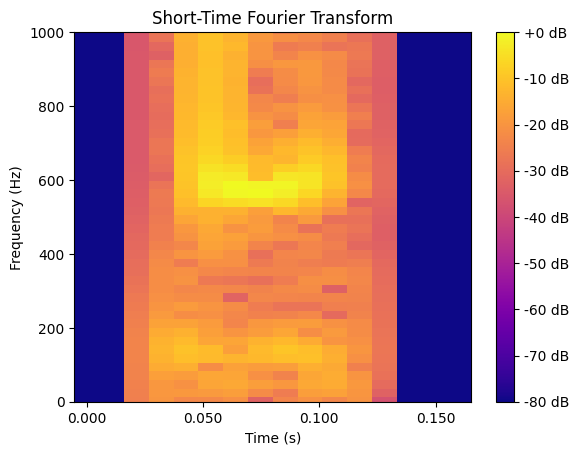 Short-Time Fourier Transform
1000
800
600
400
200
0
Frequency (Hz)
0.000
0.050
0.100
0.150
Time (s)
+0 dB
-10 dB
-20 dB
-30 dB
-40 dB
-50 dB
-60 dB
-70 dB
-80 dB